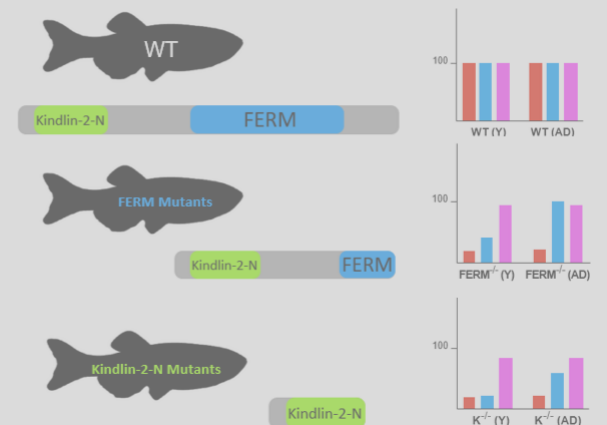 WT
Kindlin-2-N FERM
100
WT (Y) WT (AD)
FERM Mutants
Kindlin-2-N FERM
100
FERM-/- (Y) FERM-/- (AD)
Kindlin-2-N Mutants
Kindlin-2-N
100
K-/- (Y) K-/- (AD)